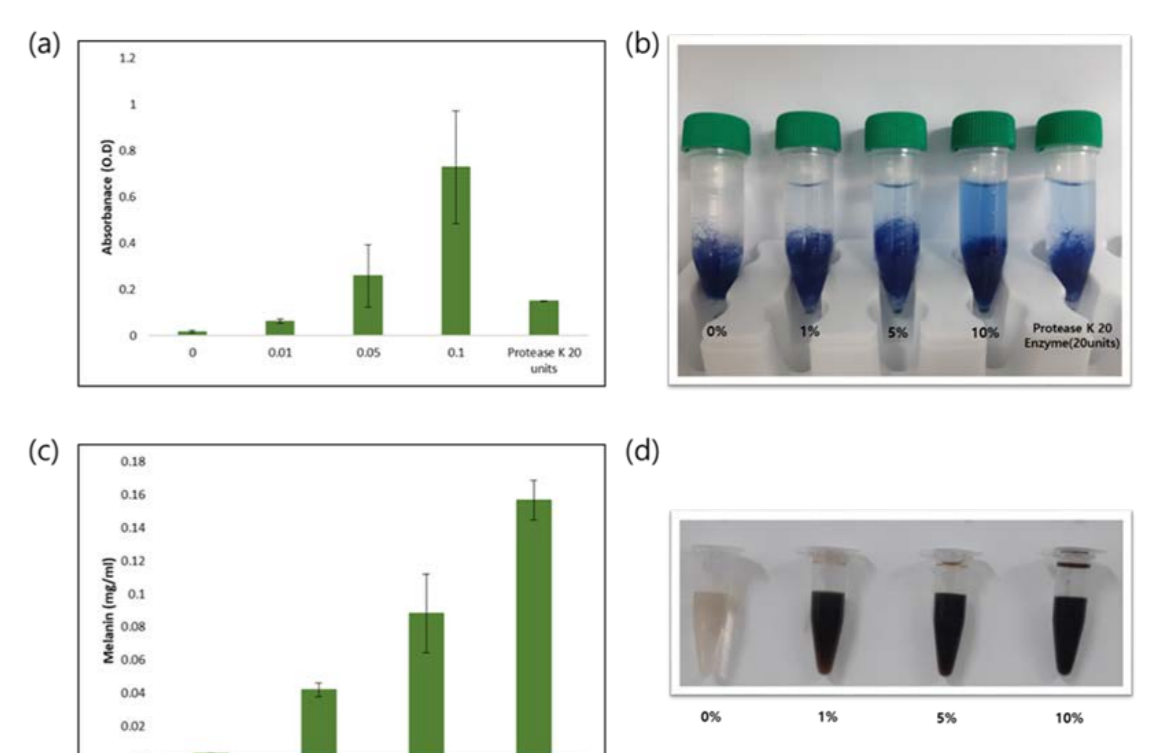 (a)
1.2
1
0.8
0.6
0.4
0.2
0
Absorbanace (O.D)
0
0.01
0.05
0.1
Protease K 20
units
(b)
0%
1%
5%
10%
Protease K 20
Enzyme(20units)
(c)
0.18
0.16
0.14
0.12
0.1
0.08
0.06
0.04
0.02
Melanin (mg/ml)
(d)
0%
1%
5%
10%